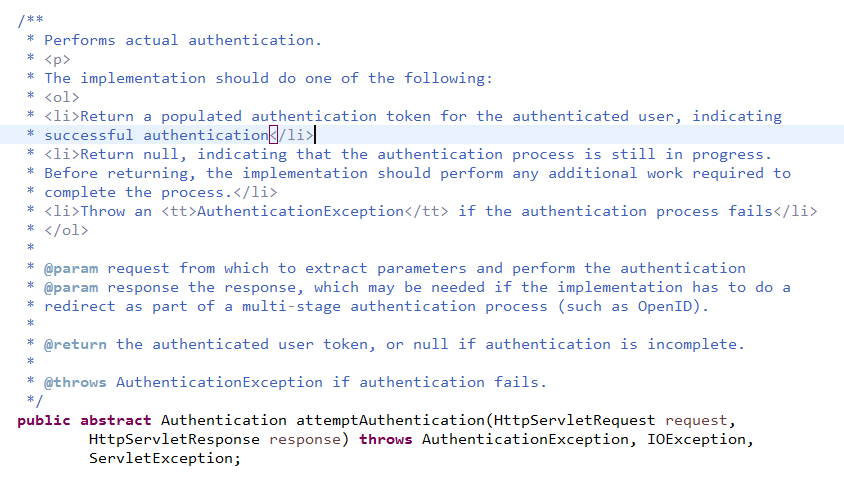 /**
 * Performs actual authentication.
 * <p>
 * The implementation should do one of the following:
 * <ol>
 * <li>Return a populated authentication token for the authenticated user, indicating
 * successful authentication</li>
 * <li>Return null, indicating that the authentication process is still in progress.
 * Before returning, the implementation should perform any additional work required to
 * complete the process.</li>
 * <li>Throw an <tt>AuthenticationException</tt> if the authentication process fails</li>
 * </ol>
 *
 * @param request from which to extract parameters and perform the authentication
 * @param response the response, which may be needed if the implementation has to do a
 * redirect as part of a multi-stage authentication process (such as OpenID).
 *
 * @return the authenticated user token, or null if authentication is incomplete.
 *
 * @throws AuthenticationException if authentication fails.
 */
public abstract Authentication attemptAuthentication(HttpServletRequest request,
        HttpServletResponse response) throws AuthenticationException, IOException,
        ServletException;